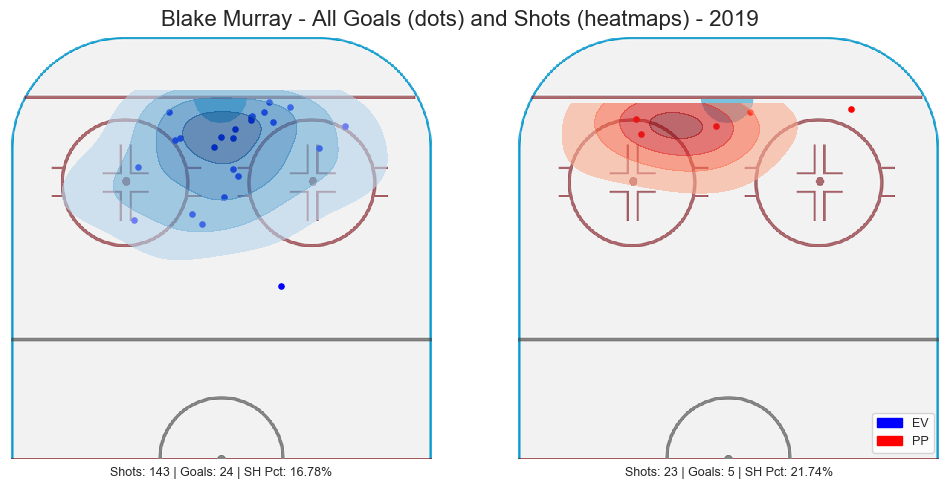 Blake Murray - All Goals (dots) and Shots (heatmaps) - 2019
EV
PP
Shots: 143 | Goals: 24 | SH Pct: 16.78%
Shots: 23 | Goals: 5 | SH Pct: 21.74%